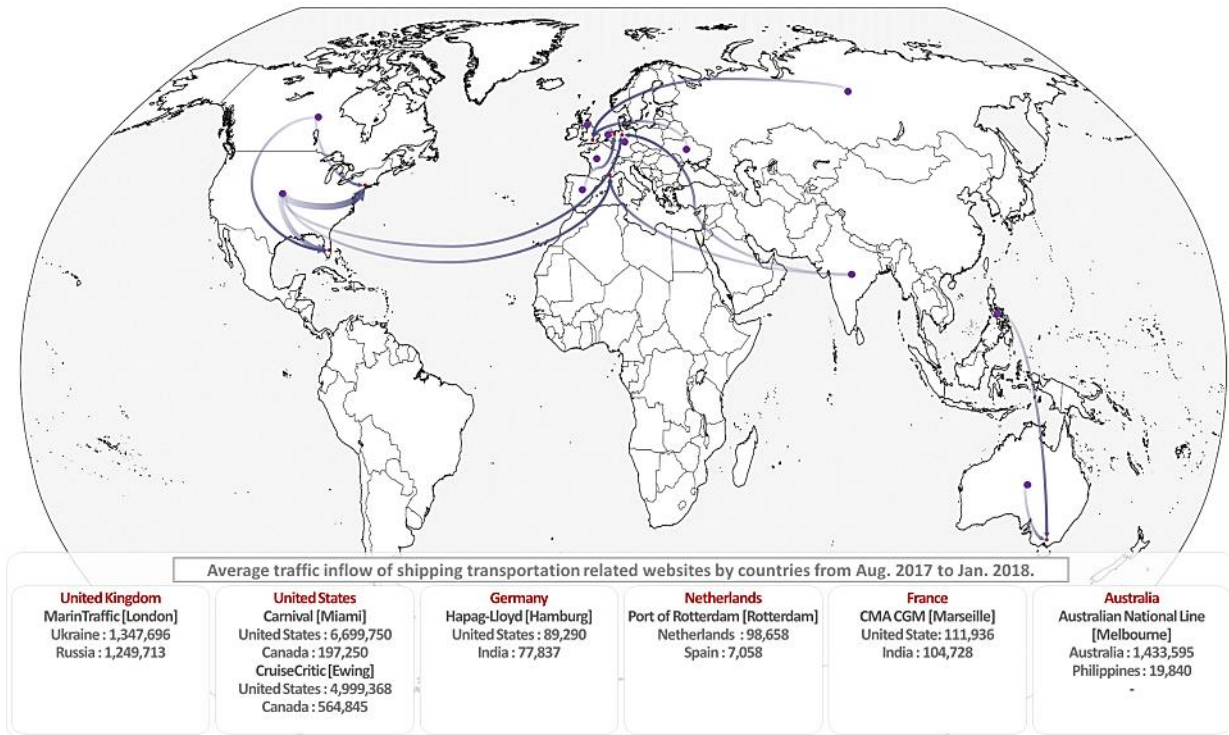 Average traffic inflow of shipping transportation related websites by countries from Aug. 2017 to Jan. 2018.
United Kingdom
MarinTraffic [London]
Ukraine : 1,347,696
Russia : 1,249,713
United States
Carnival [Miami]
United States : 6,699,750
Canada : 197,250
CruiseCritic [Ewing]
United States : 4,999,368
Canada : 564,845
Germany
Hapag-Lloyd [Hamburg]
United States : 89,290
India : 77,837
Netherlands
Port of Rotterdam [Rotterdam]
Netherlands : 98,658
Spain : 7,058
France
CMA CGM [Marseille]
United State: 111,936
India : 104,728
Australia
Australian National Line
[Melbourne]
Australia : 1,433,595
Philippines : 19,840
-